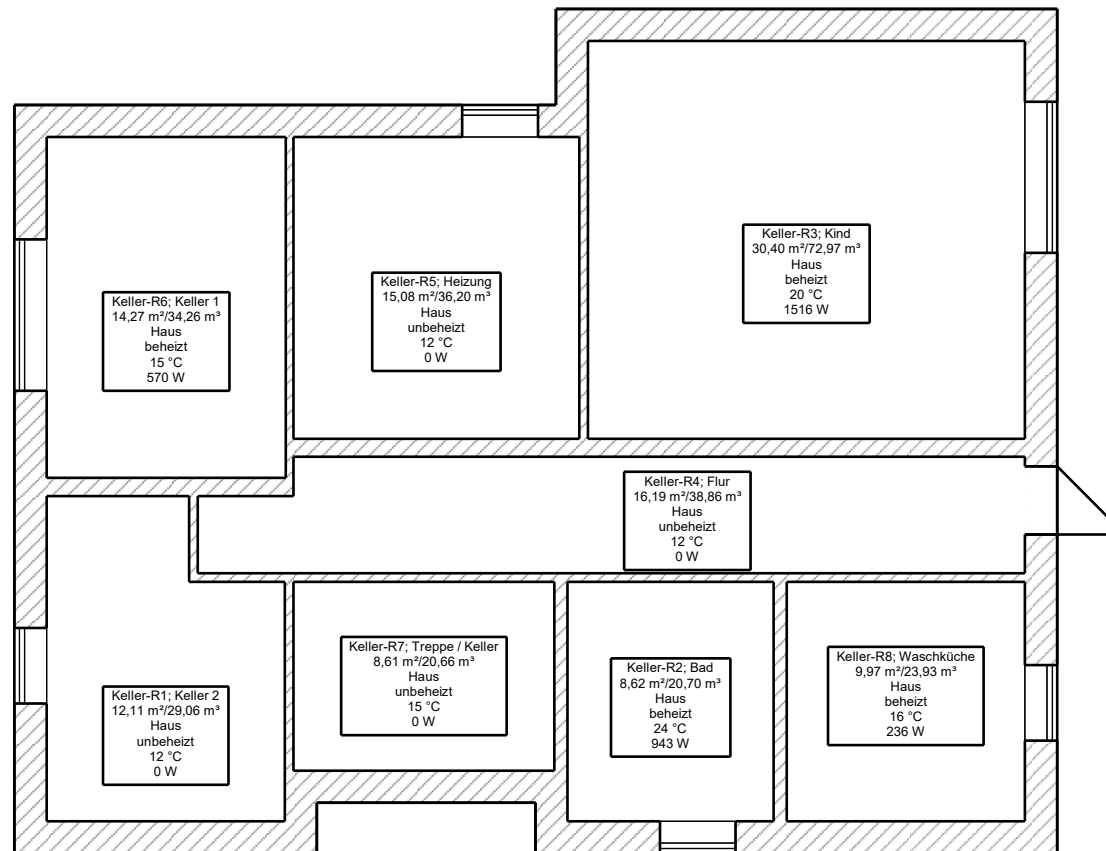 Keller-R3; Kind
30,40 m²/72,97 m³
Haus
beheizt
20 °C
1516 W
Keller-R5; Heizung
15,08 m²/36,20 m³
Haus
unbeheizt
12 °C
0 W
Keller-R6; Keller 1
14,27 m²/34,26 m³
Haus
beheizt
15 °C
570 W
Keller-R4; Flur
16,19 m²/38,86 m³
Haus
unbeheizt
12 °C
0 W
Keller-R7; Treppe / Keller
8,61 m²/20,66 m³
Haus
unbeheizt
15 °C
0 W
Keller-R2; Bad
8,62 m²/20,70 m³
Haus
beheizt
24 °C
943 W
Keller-R8; Waschküche
9,97 m²/23,93 m³
Haus
beheizt
16 °C
236 W
Keller-R1; Keller 2
12,11 m²/29,06 m³
Haus
unbeheizt
12 °C
0 W